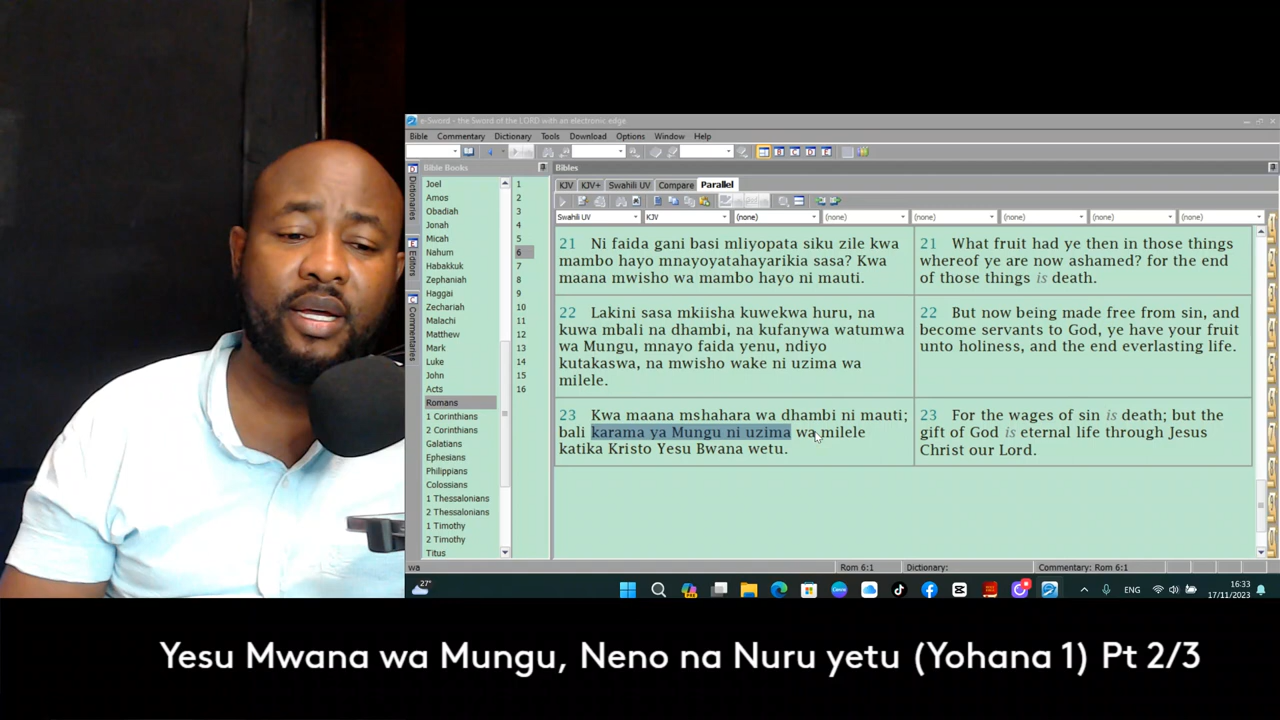 e-Sword - the Sword of the LORD with an electronic edge
Bible Commentary Dictionary Tools Download Options Window Help
Bible Books
Joel
Amos
Obadiah
Jonah
Micah
Nahum
Habakkuk
Zephaniah
Haggai
Zechariah
Malachi
Matthew
Mark
Luke
John
Acts
Romans
1 Corinthians
2 Corinthians
Galatians
Ephesians
Philippians
Colossians
1 Thessalonians
2 Thessalonians
1 Timothy
2 Timothy
Titus
1
2
3
4
5
6
7
8
9
10
11
12
13
14
15
16
Dictionaries
Editors
Commentaries
Bibles
KJV KJV+ Swahili UV Compare Parallel
Swahili UV KJV (none) (none) (none) (none) (none) (none)
21 Ni faida gani basi mliyopata siku zile kwa
mambo hayo mnayoyatahayarikia sasa? Kwa
maana mwisho wa mambo hayo ni mauti.
21 What fruit had ye then in those things
whereof ye are now ashamed? for the end
of those things is death.
22 Lakini sasa mkiisha kuwekwa huru, na
kuwa mbali na dhambi, na kufanywa watumwa
wa Mungu, mnayo faida yenu, ndiyo
kutakaswa, na mwisho wake ni uzima wa
milele.
22 But now being made free from sin, and
become servants to God, ye have your fruit
unto holiness, and the end everlasting life.
23 Kwa maana mshahara wa dhambi ni mauti;
bali karama ya Mungu ni uzima wa milele
katika Kristo Yesu Bwana wetu.
23 For the wages of sin is death; but the
gift of God is eternal life through Jesus
Christ our Lord.
wa Rom 6:1 Dictionary: Commentary: Rom 6:1
27° ENG 16:33
17/11/2023
Yesu Mwana wa Mungu, Neno na Nuru yetu (Yohana 1) Pt 2/3